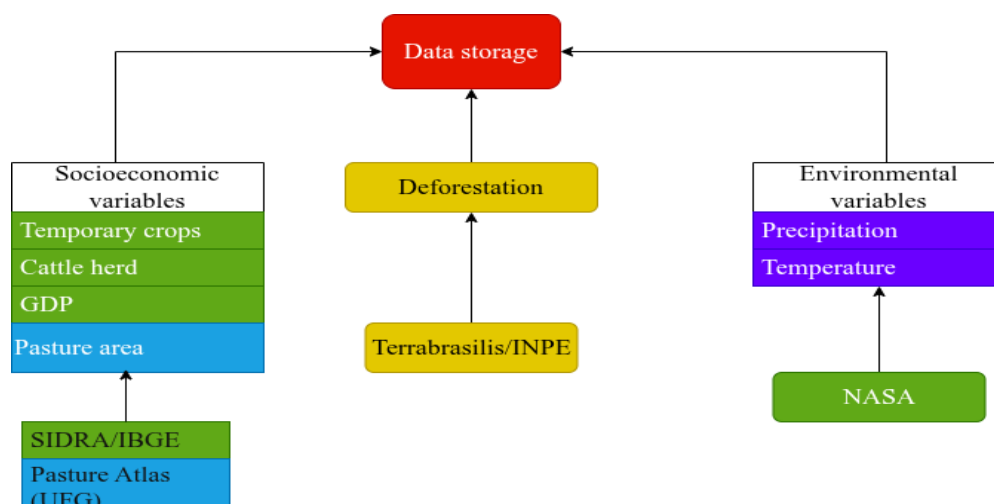 Data storage
Socioeconomic
variables
Temporary crops
Cattle herd
GDP
Pasture area
SIDRA/IBGE
Pasture Atlas
(UFG)
Deforestation
Terrabrasilis/INPE
Environmental
variables
Precipitation
Temperature
NASA